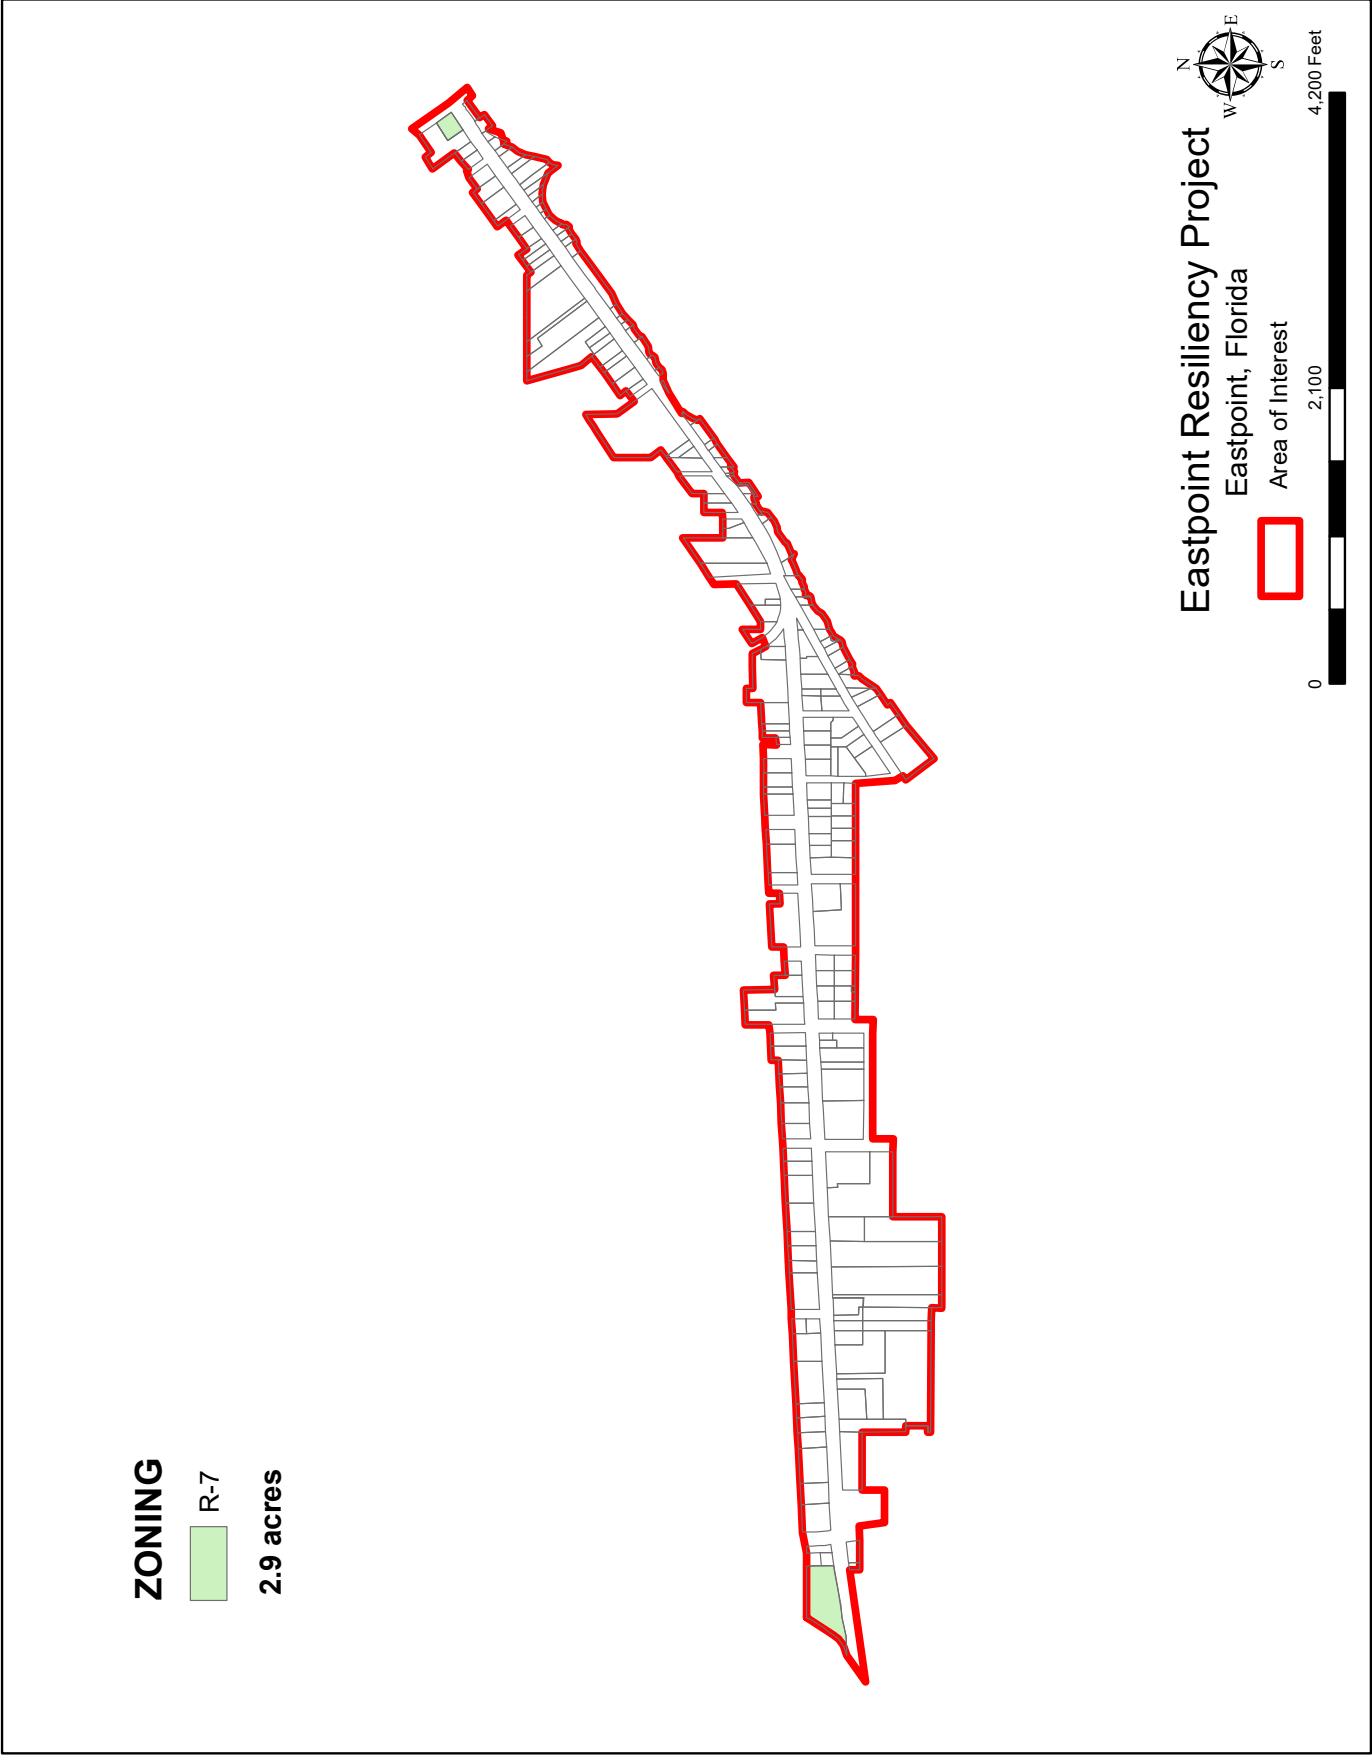 ZONING
R-7
2.9 acres
Eastpoint Resiliency Project
Eastpoint, Florida
Area of Interest
0 2,100 4,200 Feet
N
W E
S